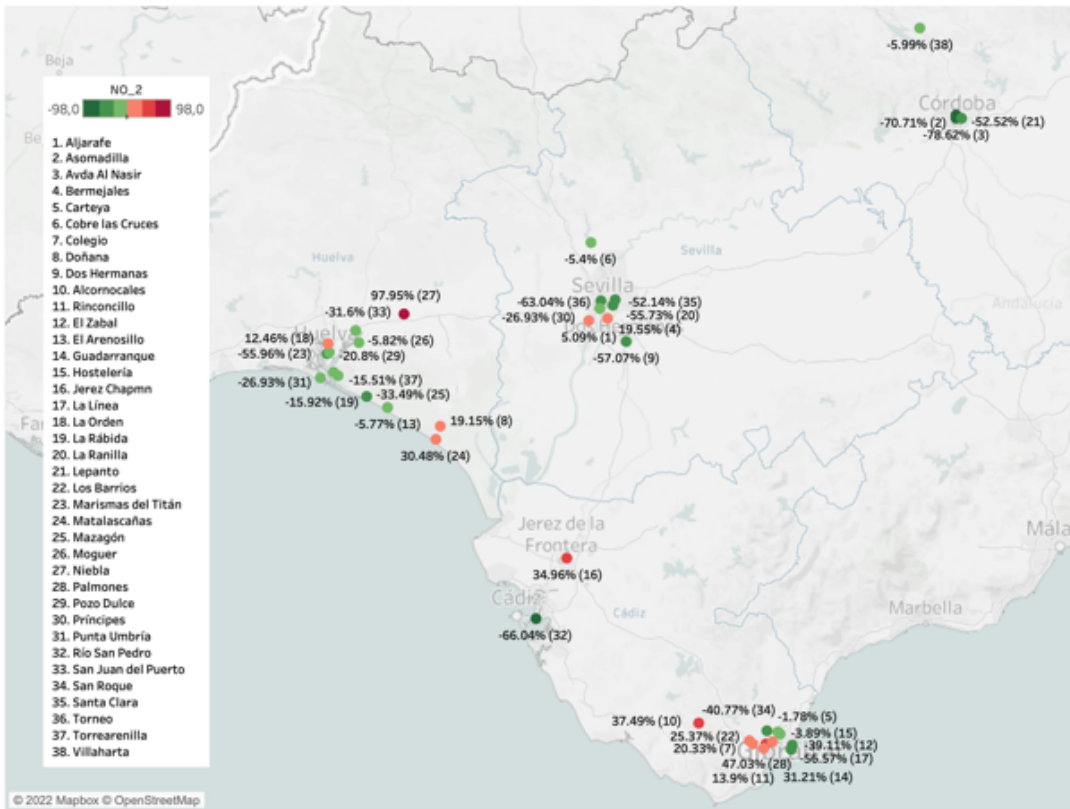 Beja
NO_2
-98,0 98,0
1. Aljarafe
2. Asomadilla
3. Avda Al Nasir
4. Bermejales
5. Carteya
6. Cobre las Cruces
7. Colegio
8. Doñana
9. Dos Hermanas
10. Alcornocales
11. Rinconcillo
12. El Zabal
13. El Arenosillo
14. Guadarranque
15. Hostelería
16. Jerez Chapmn
17. La Línea
18. La Orden
19. La Rábida
20. La Ranilla
21. Lepanto
22. Los Barrios
23. Marismas del Titán
24. Matalascañas
25. Mazagón
26. Moguer
27. Niebla
28. Palmones
29. Pozo Dulce
30. Príncipes
31. Punta Umbría
32. Río San Pedro
33. San Juan del Puerto
34. San Roque
35. Santa Clara
36. Torneo
37. Torrearenilla
38. Villaharta
-5.99% (38)
Córdoba
-70.71% (2)
-52.52% (21)
-78.62% (3)
Huelva
Sevilla
-5.4% (6)
Sevilla
97.95% (27)
-31.6% (33)
-63.04% (36)
-52.14% (35)
-26.93% (30)
-55.73% (20)
12.46% (18)
Huelv
-5.82% (26)
5.09% (1)
19.55% (4)
-55.96% (23)
-20.8% (29)
-57.07% (9)
-26.93% (31)
-15.51% (37)
-15.92% (19)
-33.49% (25)
-5.77% (13)
19.15% (8)
30.48% (24)
Andalucía
Jerez de la
Frontera
34.96% (16)
Mála
Cádiz
Cádiz
Marbella
-66.04% (32)
-40.77% (34)
37.49% (10)
-1.78% (5)
25.37% (22)
-3.89% (15)
20.33% (7)
-39.11% (12)
-56.57% (17)
47.03% (28)
13.9% (11)
31.21% (14)
© 2022 Mapbox © OpenStreetMap